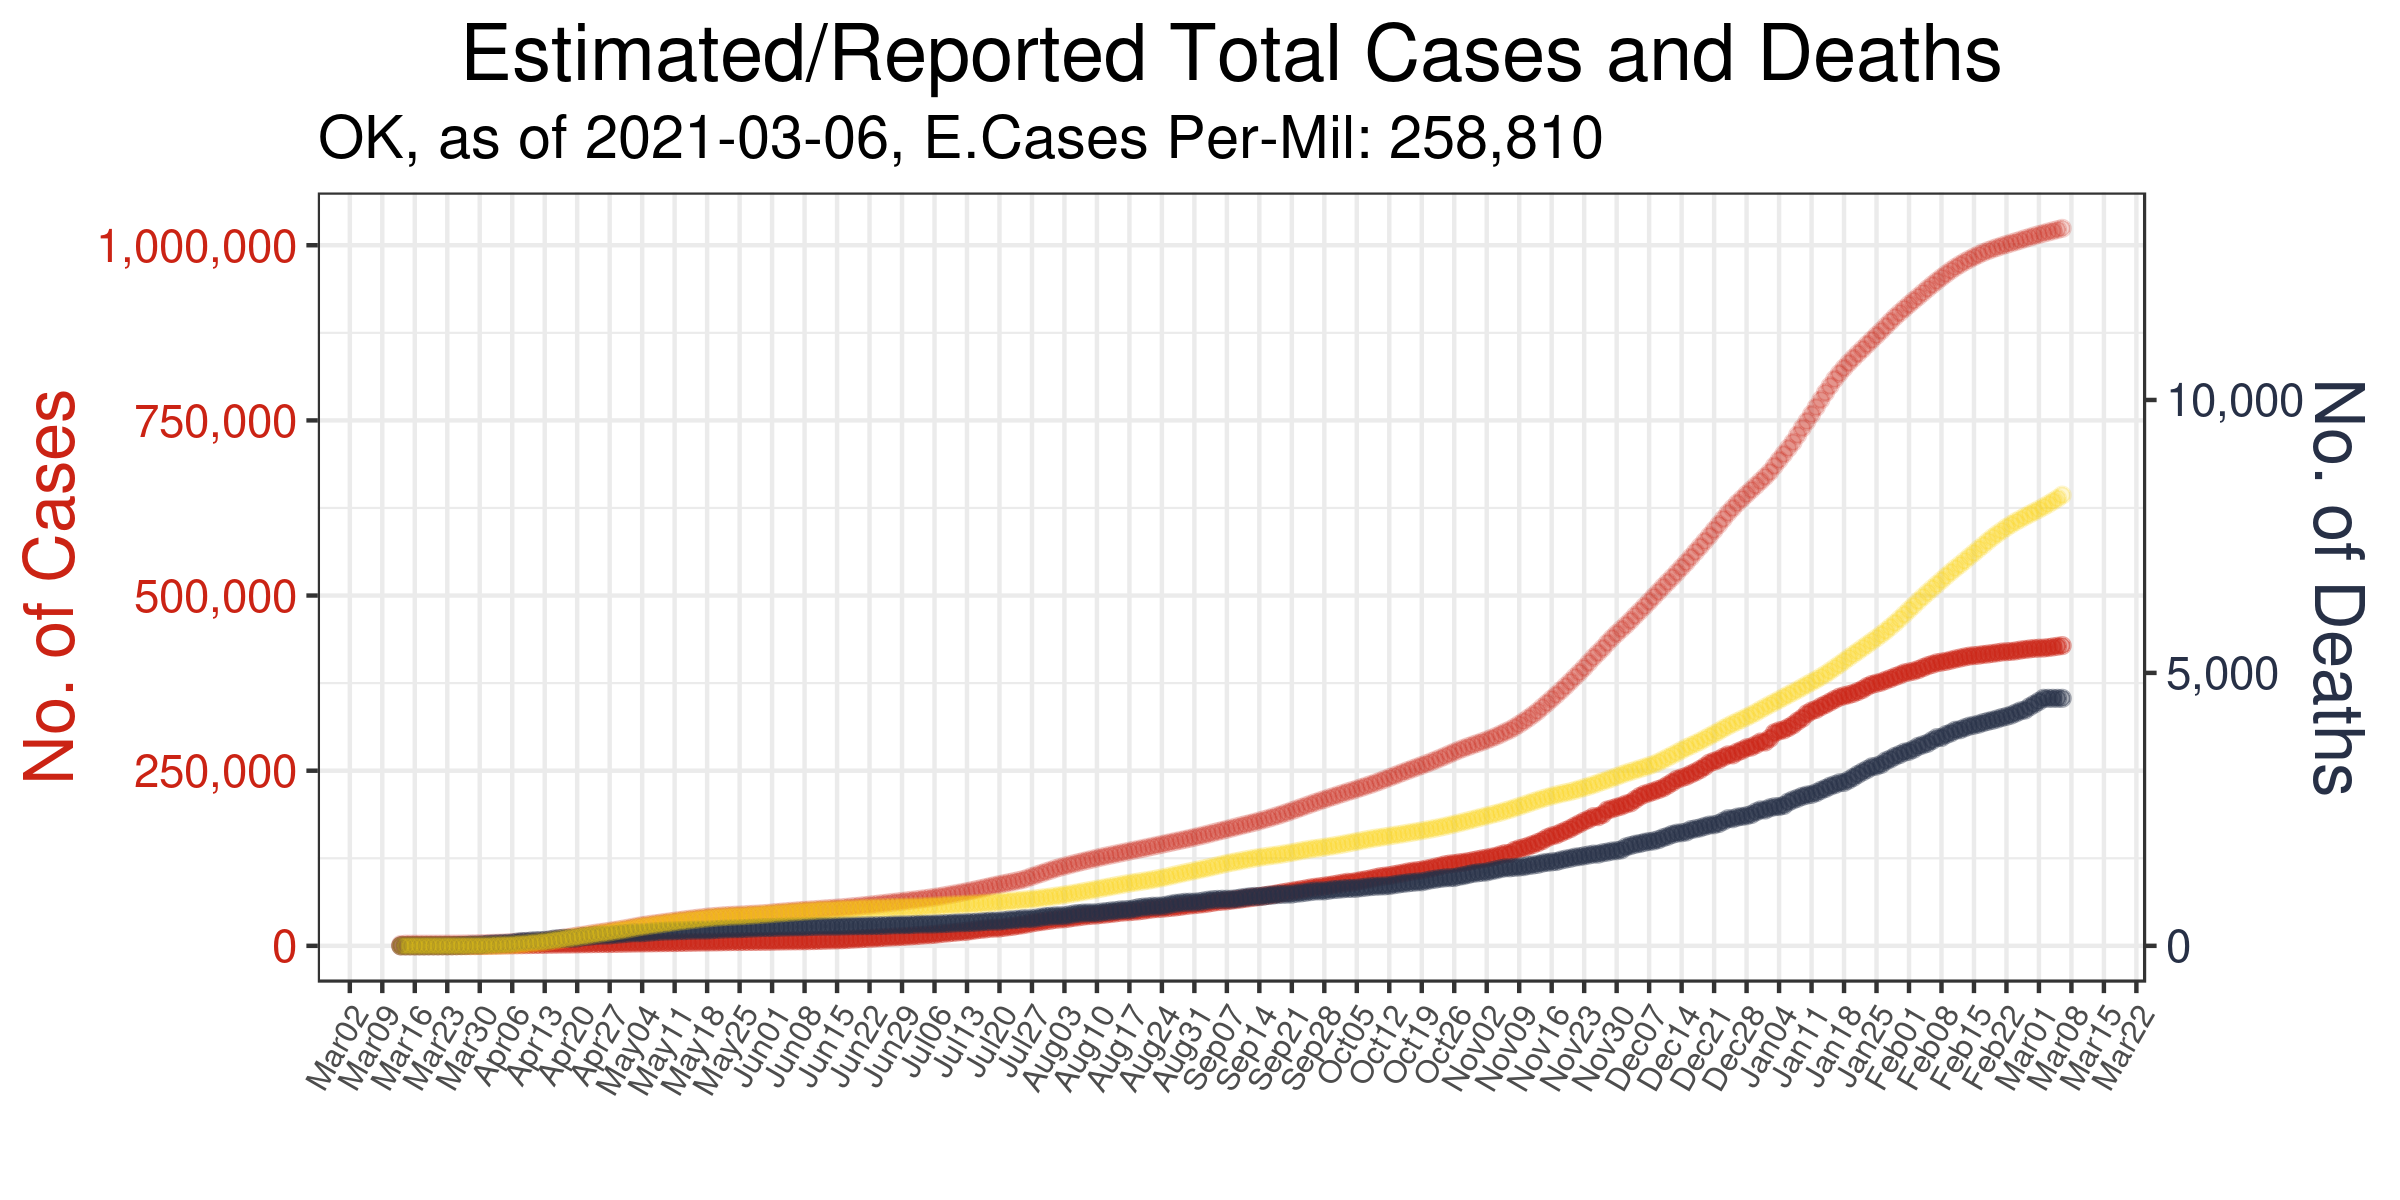 Estimated/Reported Total Cases and Deaths
OK, as of 2021-03-06, E.Cases Per-Mil: 258,810
No. of Cases
1,000,000
750,000
500,000
250,000
0
10,000
5,000
0
No. of Deaths
Mar02
Mar09
Mar16
Mar23
Mar30
Apr06
Apr13
Apr20
Apr27
May04
May11
May18
May25
Jun01
Jun08
Jun15
Jun22
Jun29
Jul06
Jul13
Jul20
Jul27
Aug03
Aug10
Aug17
Aug24
Aug31
Sep07
Sep14
Sep21
Sep28
Oct05
Oct12
Oct19
Oct26
Nov02
Nov09
Nov16
Nov23
Nov30
Dec07
Dec14
Dec21
Dec28
Jan04
Jan11
Jan18
Jan25
Feb01
Feb08
Feb15
Feb22
Mar01
Mar08
Mar15
Mar22